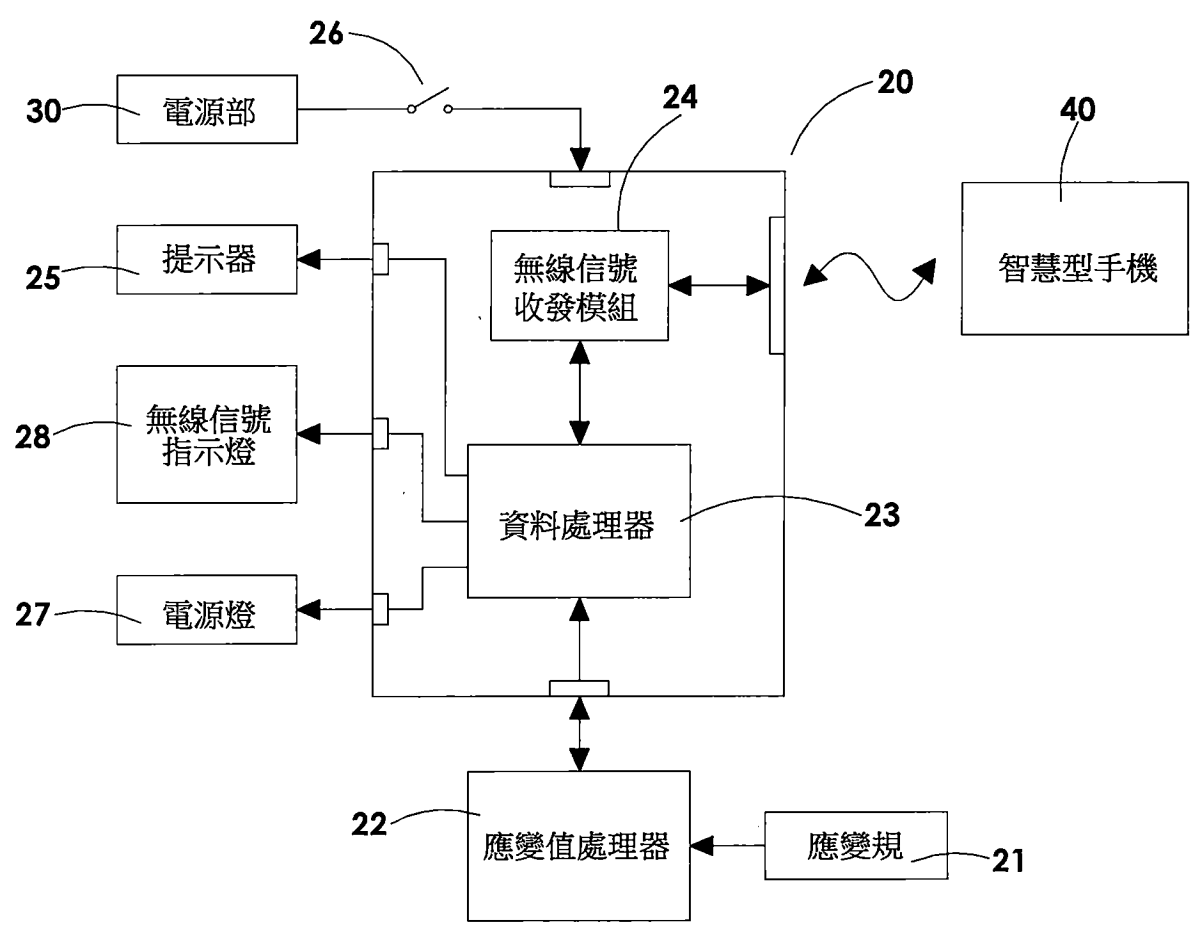 26
30
電源部
24
20
40
提示器
25
無線信號
收發模組
智慧型手機
28
無線信號
指示燈
資料處理器
23
27
電源燈
22
應變值處理器
應變規
21